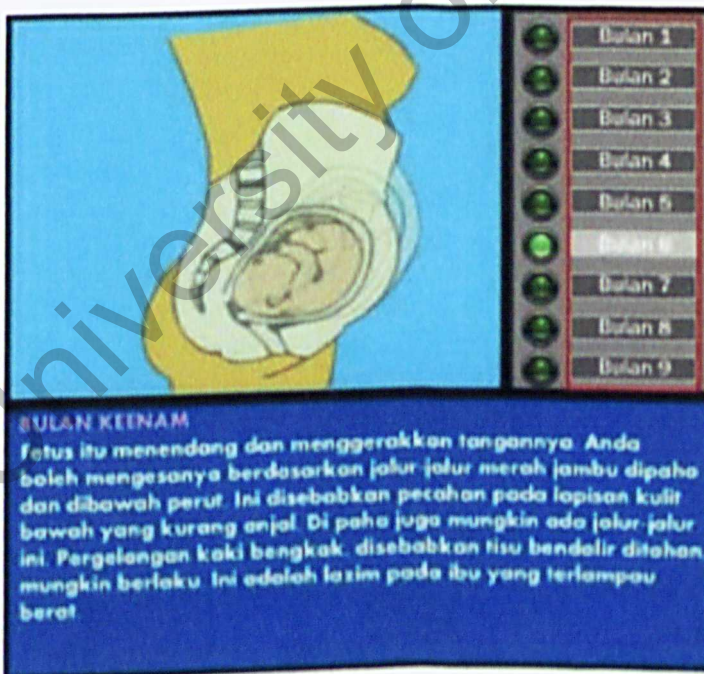 University of
Bulan 1
Bulan 2
Bulan 3
Bulan 4
Bulan 5
Bulan 6
Bulan 7
Bulan 8
Bulan 9
BULAN KEENAM
Fetus itu menendang dan menggerakkan tangannya. Anda
boleh mengesanya berdasarkan jalur-jalur merah jambu dipaha
dan dibawah perut. Ini disebabkan pecahan pada lapisan kulit
bawah yang kurang anjal. Di paha juga mungkin ada jalur-jalur
ini. Pergelangan kaki bengkak, disebabkan tisu bendalir ditahan
mungkin berlaku. Ini adalah lazim pada ibu yang terlampau
berat